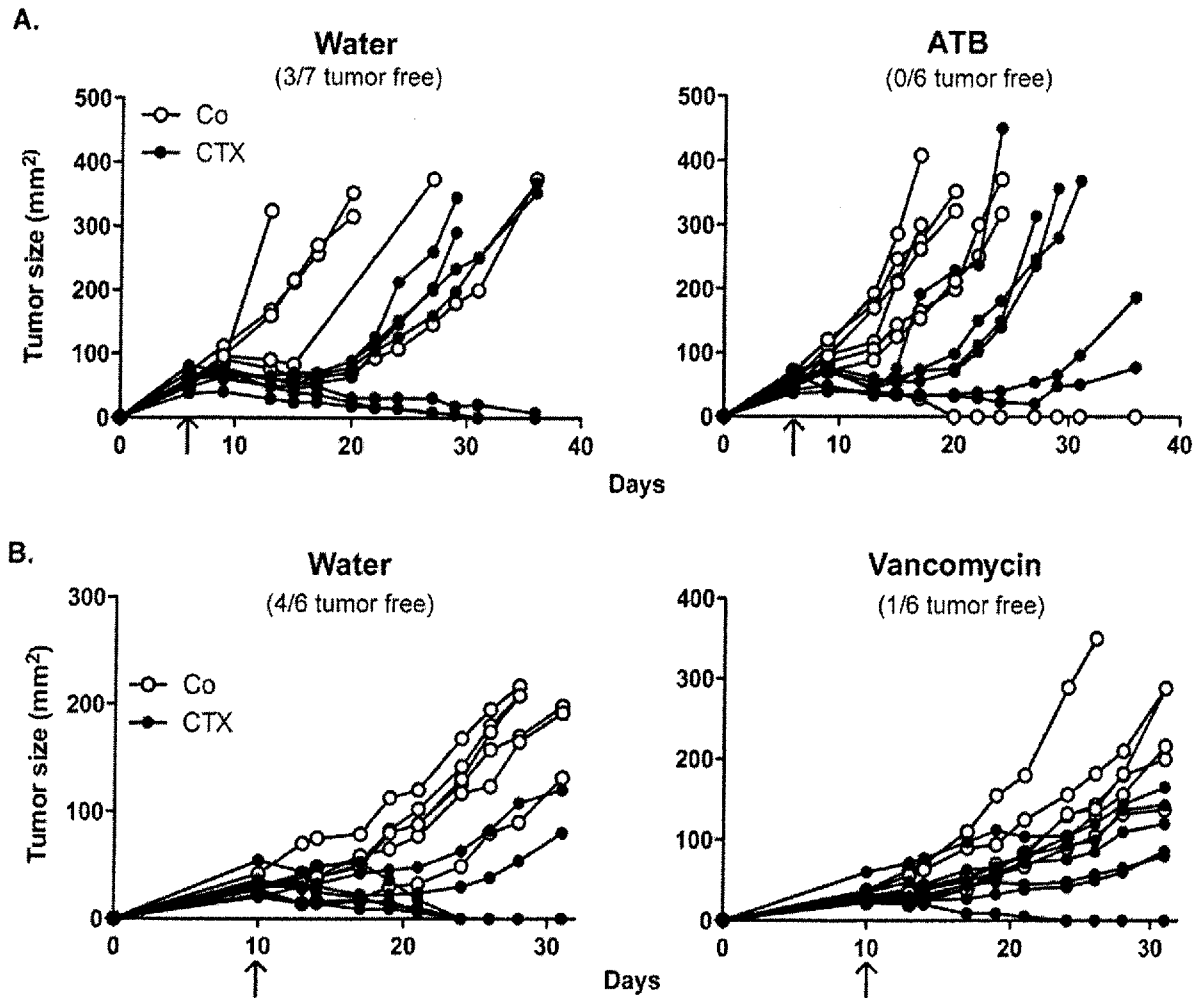 A.
Water
(3/7 tumor free)
ATB
(0/6 tumor free)
Tumor size (mm²)
500
400
300
200
100
0
Co
CTX
0
10
20
30
40
500
400
300
200
100
0
0
10
20
30
40
Days
B.
Water
(4/6 tumor free)
Vancomycin
(1/6 tumor free)
Tumor size (mm²)
300
200
100
0
Co
CTX
0
10
20
30
400
300
200
100
0
0
10
20
30
Days